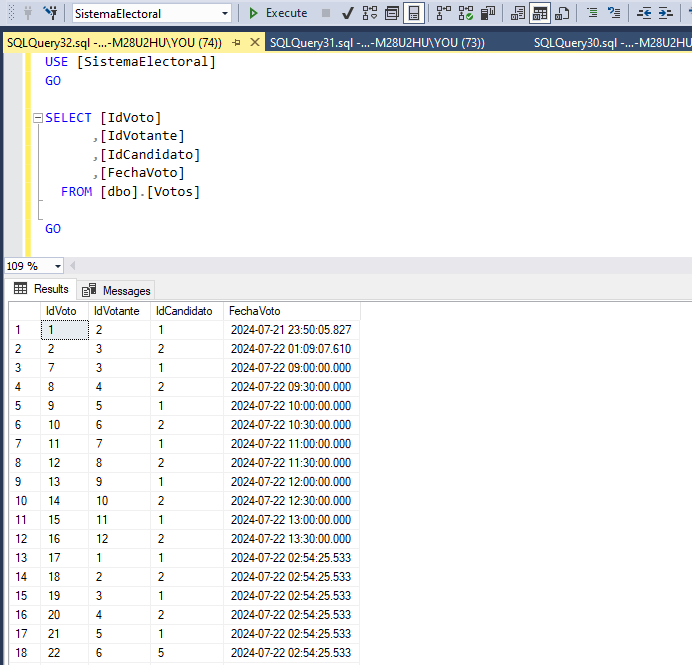 SistemaElectoral Execute
SQLQuery32.sql -...-M28U2HU\YOU (74)) SQLQuery31.sql -...-M28U2HU\YOU (73)) SQLQuery30.sql -...-M28U2HU
USE [SistemaElectoral]
GO
SELECT [IdVoto]
,[IdVotante]
,[IdCandidato]
,[FechaVoto]
FROM [dbo].[Votos]
GO
109 %
Results Messages
IdVoto IdVotante IdCandidato FechaVoto
1 1 2 1 2024-07-21 23:50:05.827
2 2 3 2 2024-07-22 01:09:07.610
3 7 3 1 2024-07-22 09:00:00.000
4 8 4 2 2024-07-22 09:30:00.000
5 9 5 1 2024-07-22 10:00:00.000
6 10 6 2 2024-07-22 10:30:00.000
7 11 7 1 2024-07-22 11:00:00.000
8 12 8 2 2024-07-22 11:30:00.000
9 13 9 1 2024-07-22 12:00:00.000
10 14 10 2 2024-07-22 12:30:00.000
11 15 11 1 2024-07-22 13:00:00.000
12 16 12 2 2024-07-22 13:30:00.000
13 17 1 1 2024-07-22 02:54:25.533
14 18 2 2 2024-07-22 02:54:25.533
15 19 3 1 2024-07-22 02:54:25.533
16 20 4 2 2024-07-22 02:54:25.533
17 21 5 1 2024-07-22 02:54:25.533
18 22 6 5 2024-07-22 02:54:25.533